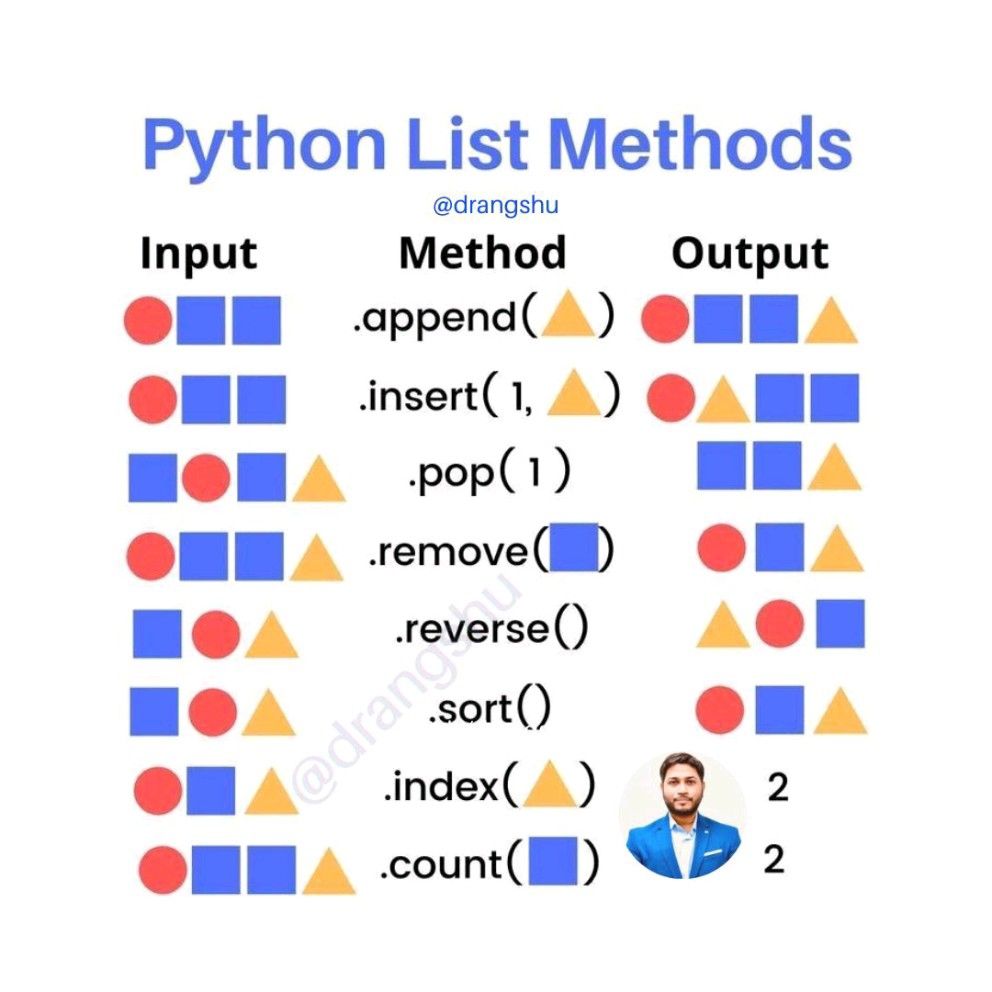 Python List Methods
@drangshu
Input Method Output
.append( )
.insert( 1, )
.pop( 1 )
.remove( )
.reverse()
.sort()
.index( ) 2
.count( ) 2
@drangshu